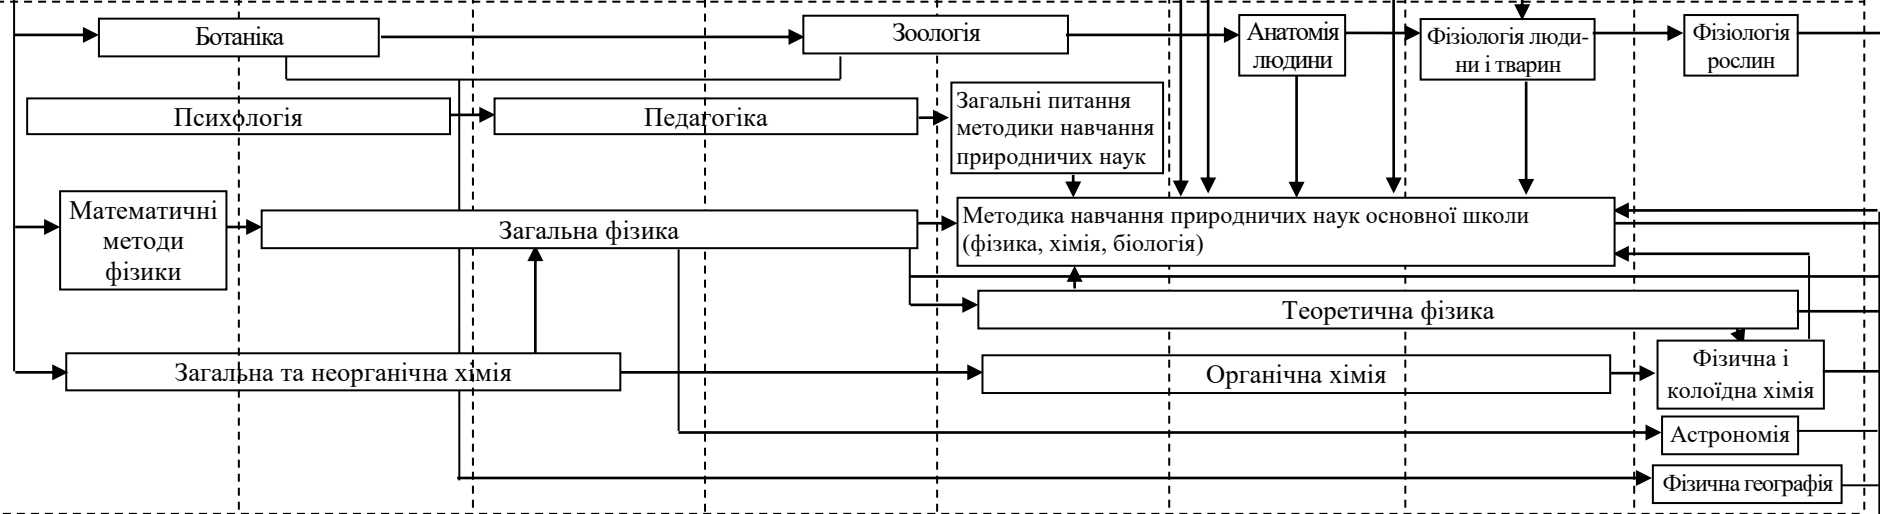 Ботаніка
Зоологія
Анатомія
людини
Фізіологія люди-
ни і тварин
Фізіологія
рослин
Психологія
Педагогіка
Загальні питання
методики навчання
природничих наук
Математичні
методи
фізики
Загальна фізика
Методика навчання природничих наук основної школи
(фізика, хімія, біологія)
Теоретична фізика
Загальна та неорганічна хімія
Органічна хімія
Фізична і
колоїдна хімія
Астрономія
Фізична географія